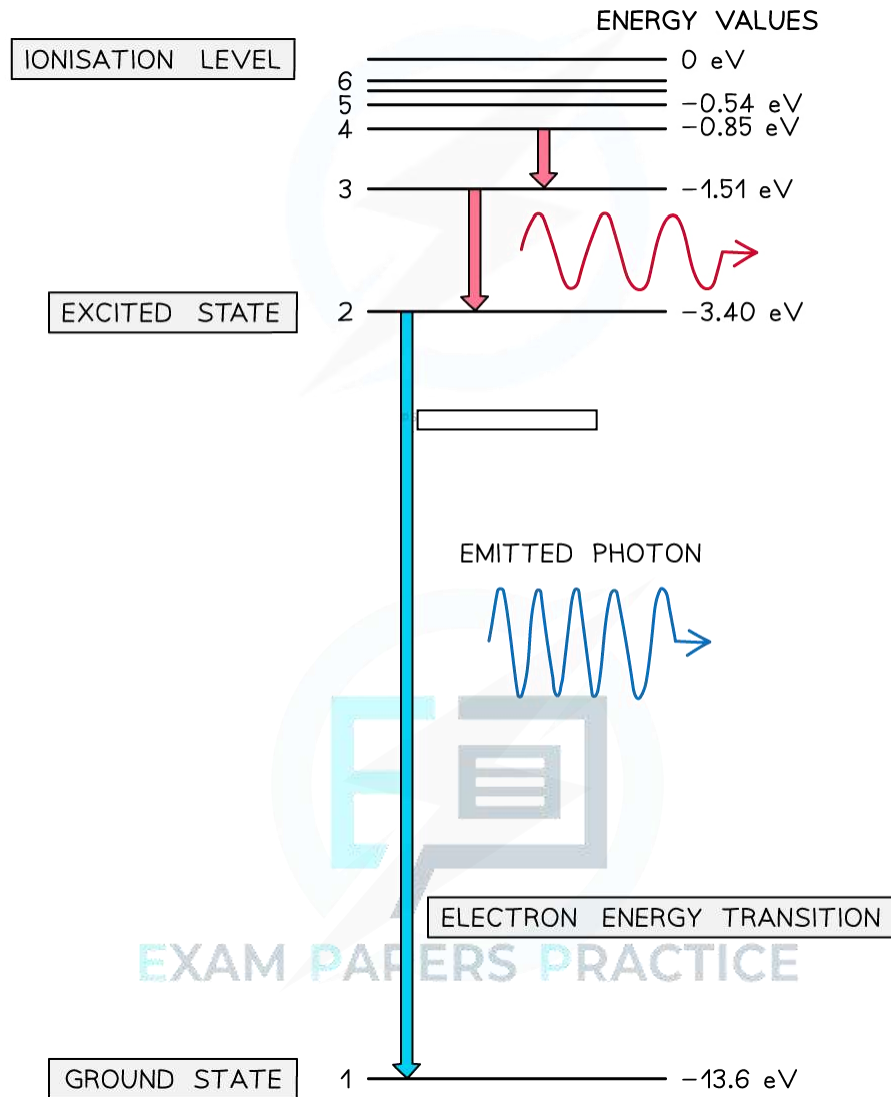 ENERGY VALUES
IONISATION LEVEL
0 eV
6
5 -0.54 eV
4 -0.85 eV
3 -1.51 eV
EXCITED STATE 2 -3.40 eV
EMITTED PHOTON
ELECTRON ENERGY TRANSITION
EXAM PAPERS PRACTICE
GROUND STATE 1 -13.6 eV